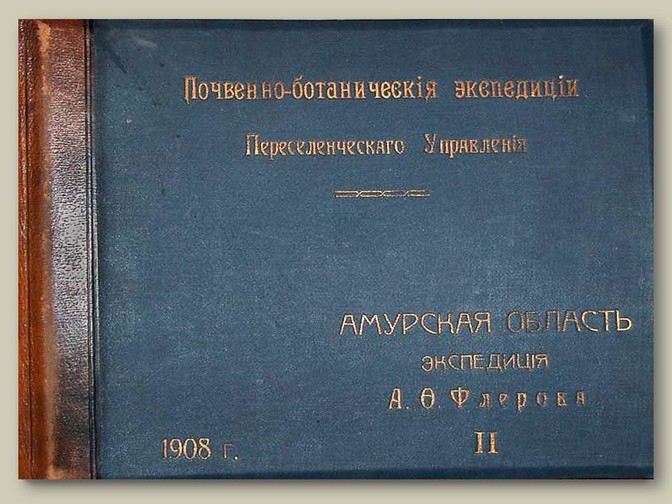 Почвенно-ботаническія экспедиціи
Переселенческаго Управленія
АМУРСКАЯ ОБЛАСТЬ
ЭКСПЕДИЦІЯ
А. Ѳ. Флерова
1908 г.
II